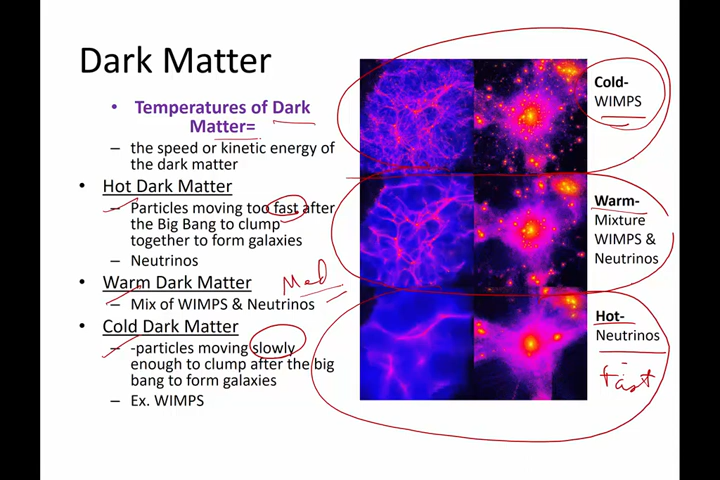 Dark Matter
• Temperatures of Dark
Matter=
– the speed or kinetic energy of
the dark matter
• Hot Dark Matter
– Particles moving too fast after
the Big Bang to clump
together to form galaxies
– Neutrinos
• Warm Dark Matter
– Mix of WIMPS & Neutrinos
Med
• Cold Dark Matter
– -particles moving slowly
enough to clump after the big
bang to form galaxies
– Ex. WIMPS
Cold-
WIMPS
Warm-
Mixture
WIMPS &
Neutrinos
Hot-
Neutrinos
fast